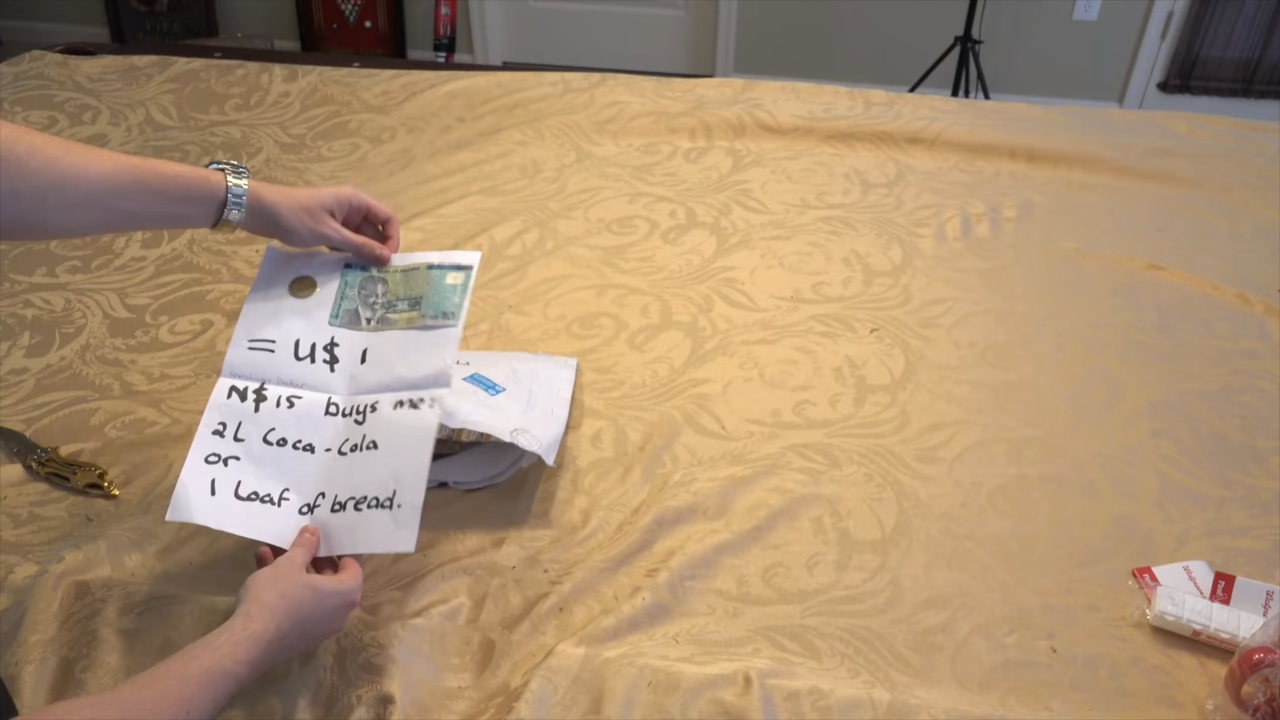 = U$ 1
N$ 15 buys me:
2L Coca-Cola
or
1 Loaf of bread.